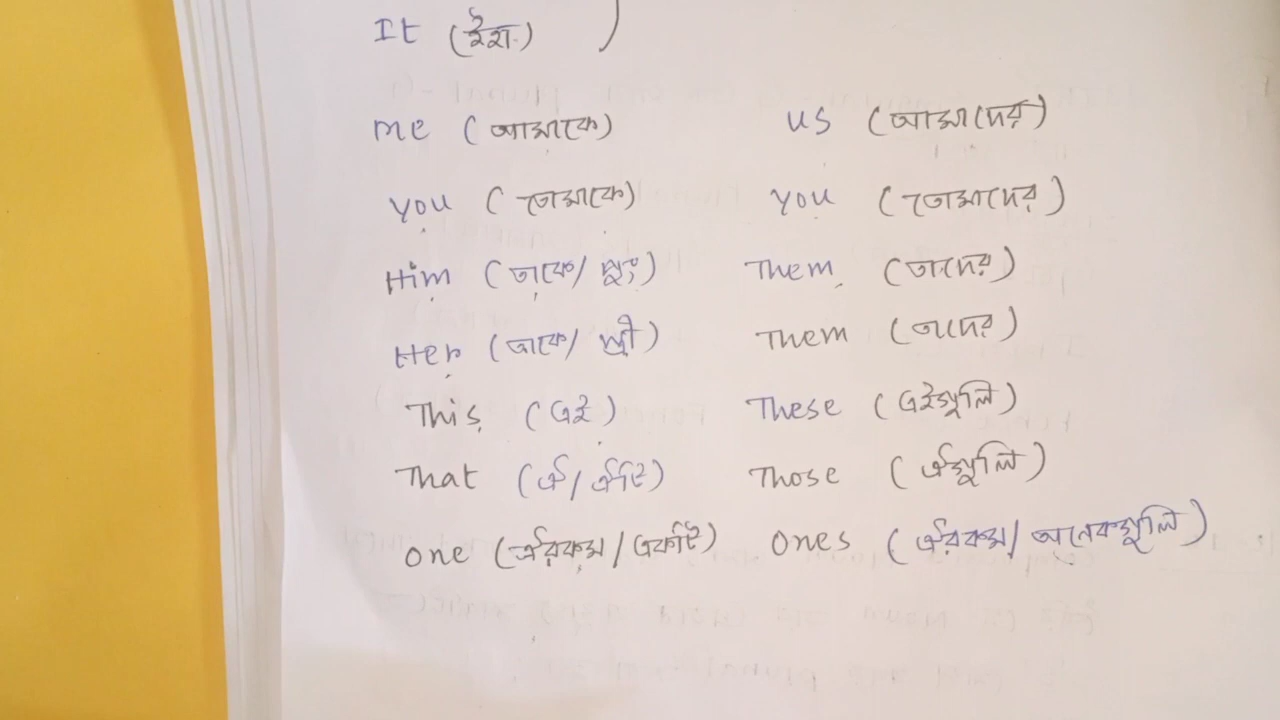 It (ইহা)
me (আমাকে) us (আমাদের)
you (তোমাকে) you (তোমাদের)
Him (তাকে/পুং) Them (তাদের)
Her (তাকে/স্ত্রী) Them (তাদের)
This (এই) These (এইগুলি)
That (ঐ/ঐটি) Those (ঐগুলি)
one (ঐরকম/একটি) ones (ঐরকম/অনেকগুলি)